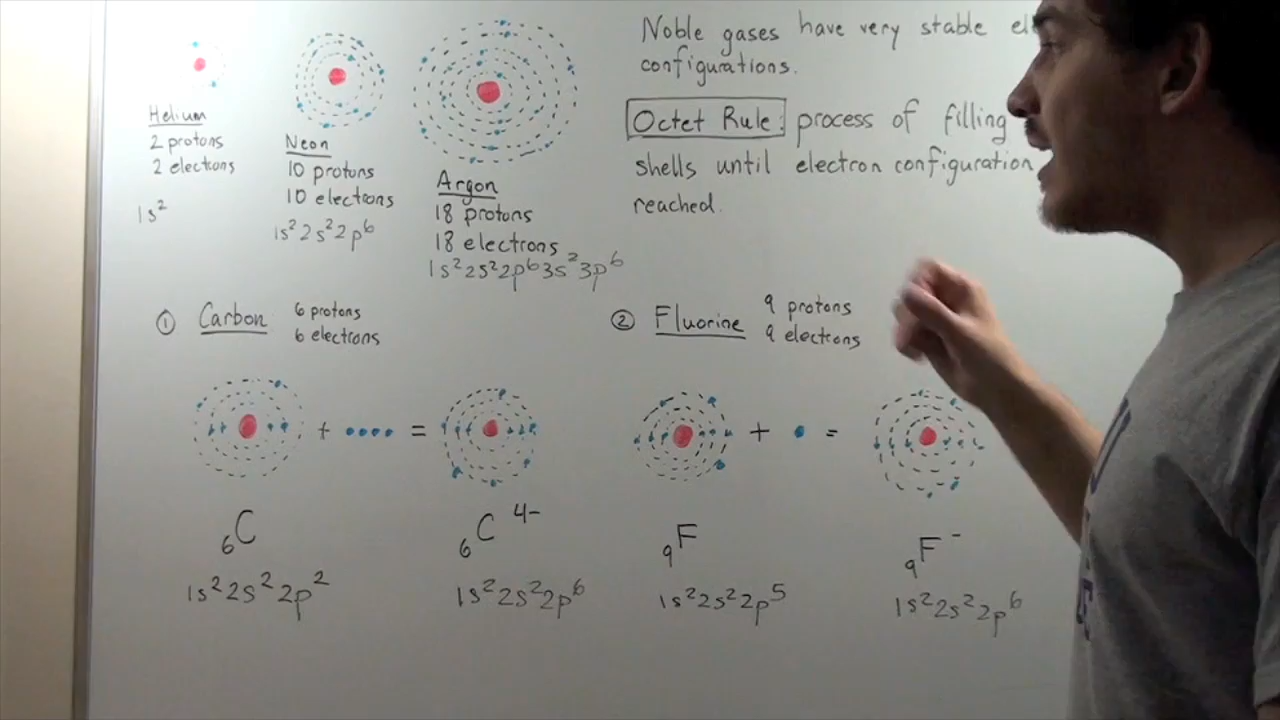 Helium
2 protons
2 electrons
1s²
Neon
10 protons
10 electrons
1s²2s²2p⁶
Argon
18 protons
18 electrons
1s²2s²2p⁶3s²3p⁶
Noble gases have very stable
configurations.
Octet Rule: process of filling
shells until electron configuration
reached.
① Carbon 6 protons
6 electrons
+ =
₆C
1s²2s²2p²
₆C⁴⁻
1s²2s²2p⁶
② Fluorine 9 protons
9 electrons
+ =
₉F
1s²2s²2p⁵
₉F⁻
1s²2s²2p⁶